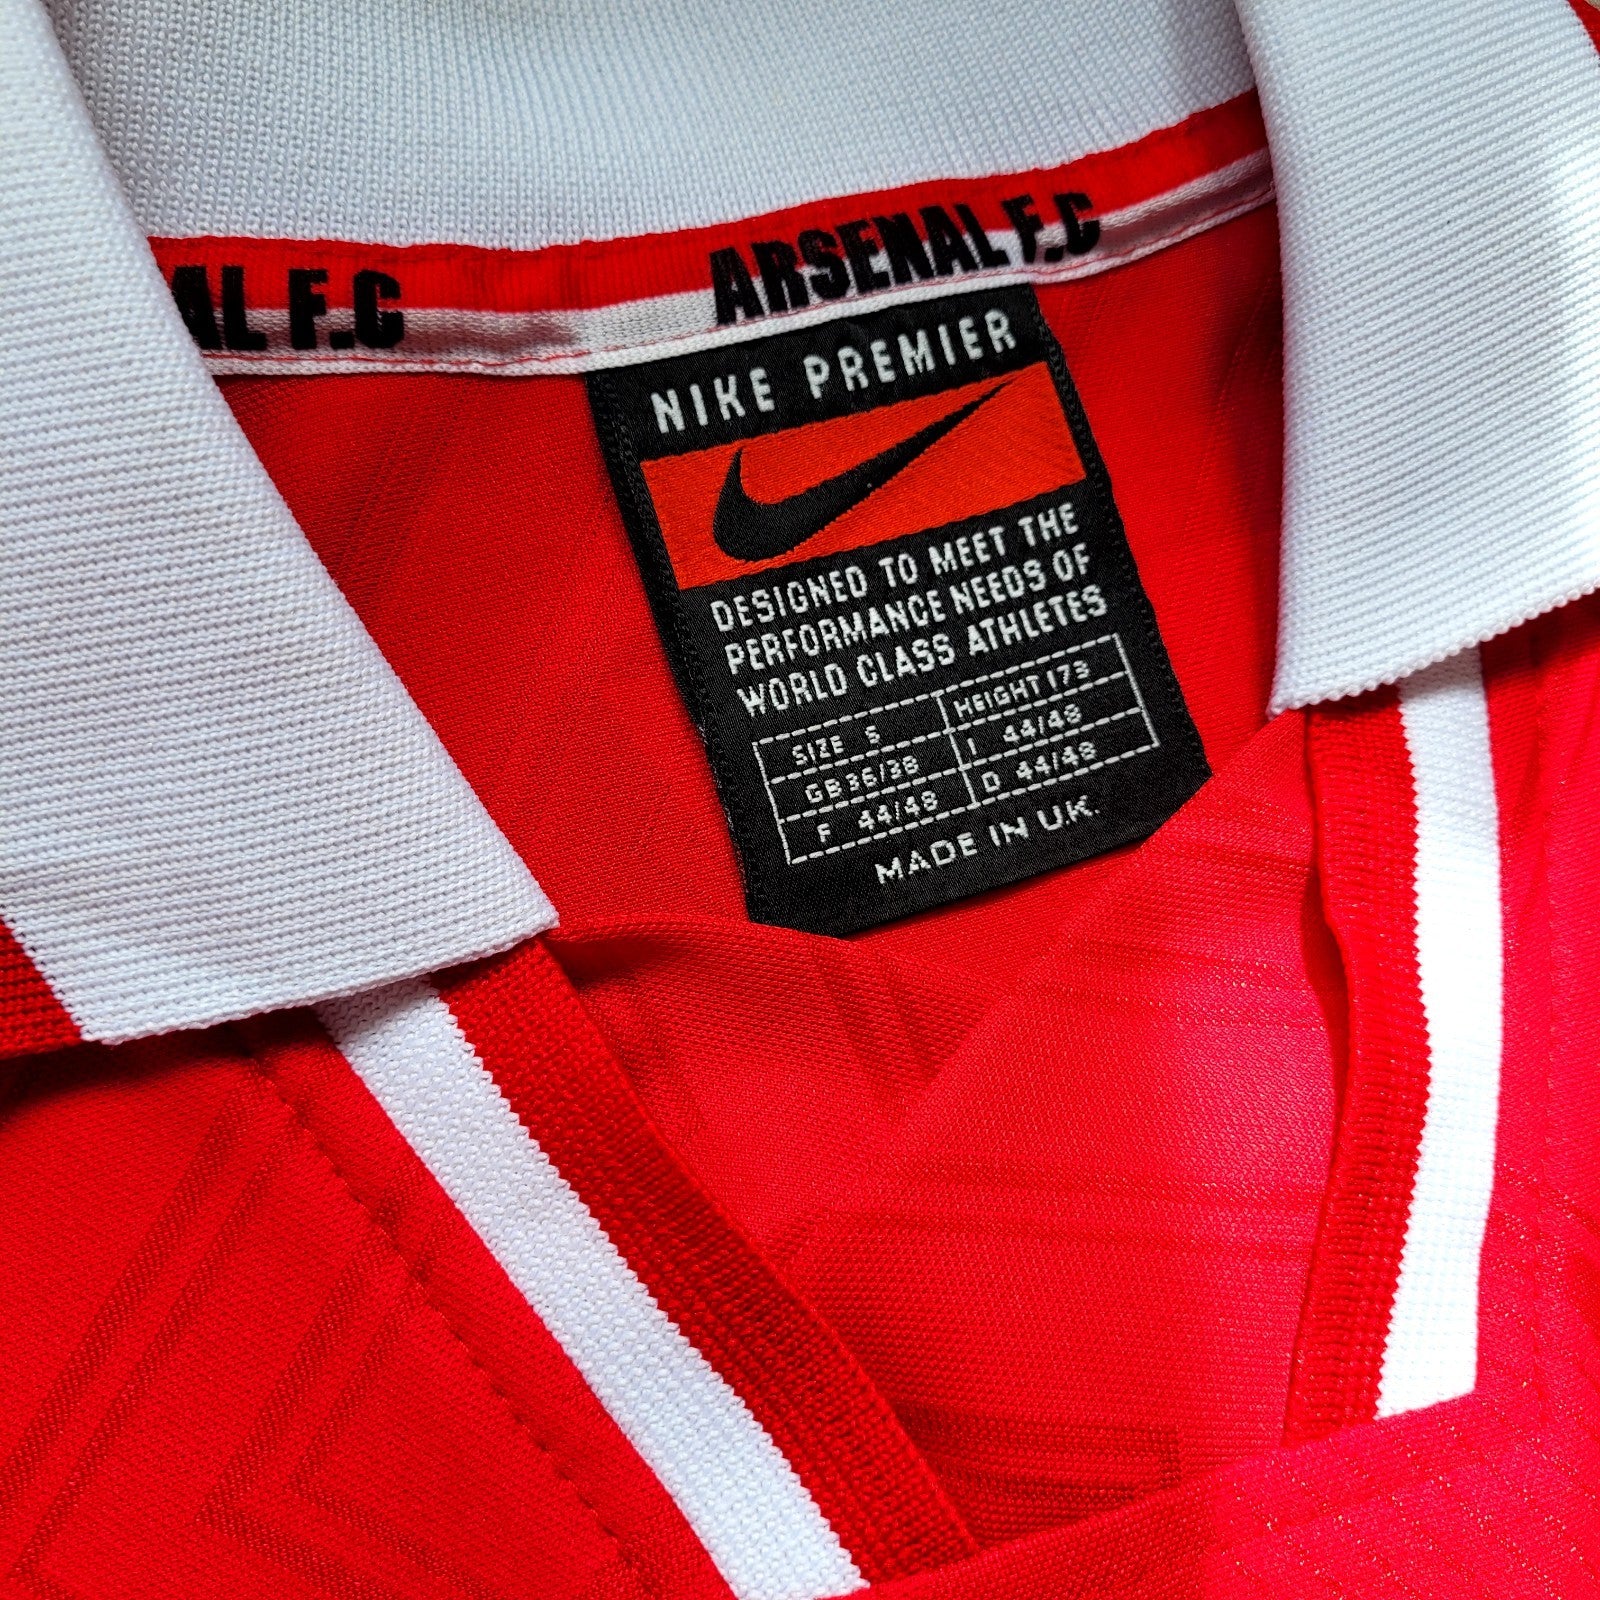 AL F.C
ARSENAL F.C
NIKE PREMIER
DESIGNED TO MEET THE
PERFORMANCE NEEDS OF
WORLD CLASS ATHLETES
SIZE S HEIGHT 173
GB 36/38 I 44/48
F 44/48 D 44/48
MADE IN U.K.